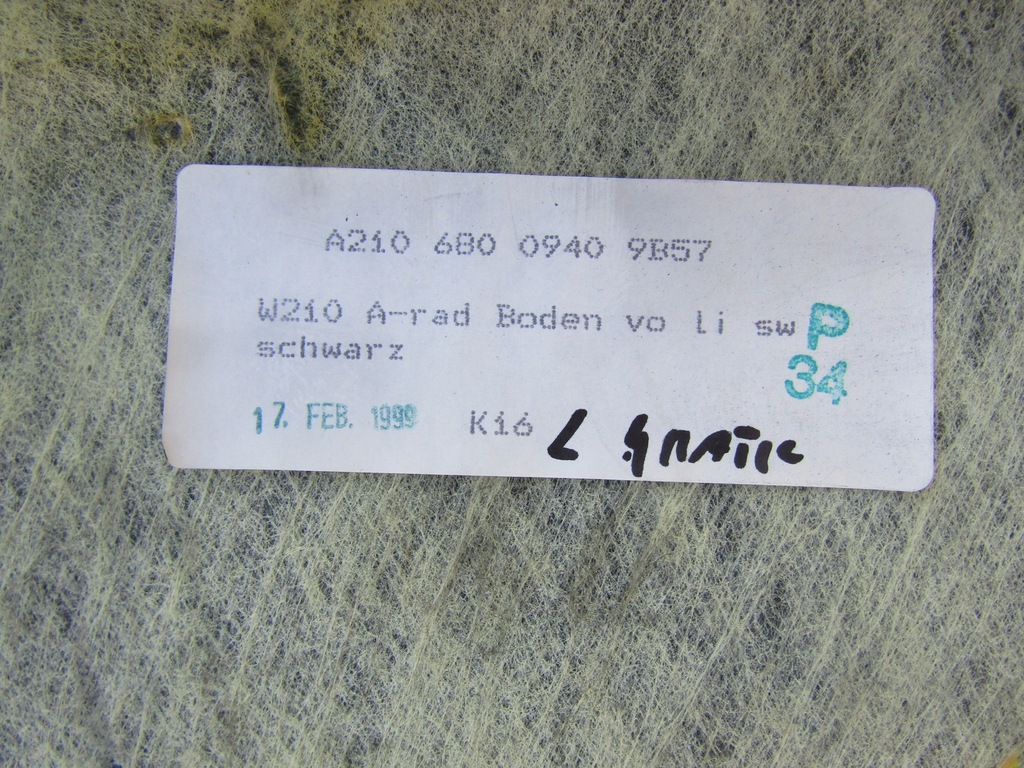 A210 680 0940 9B57
W210 A-rad Boden vo li sw P
schwarz 34
17. FEB. 1999 K16 L